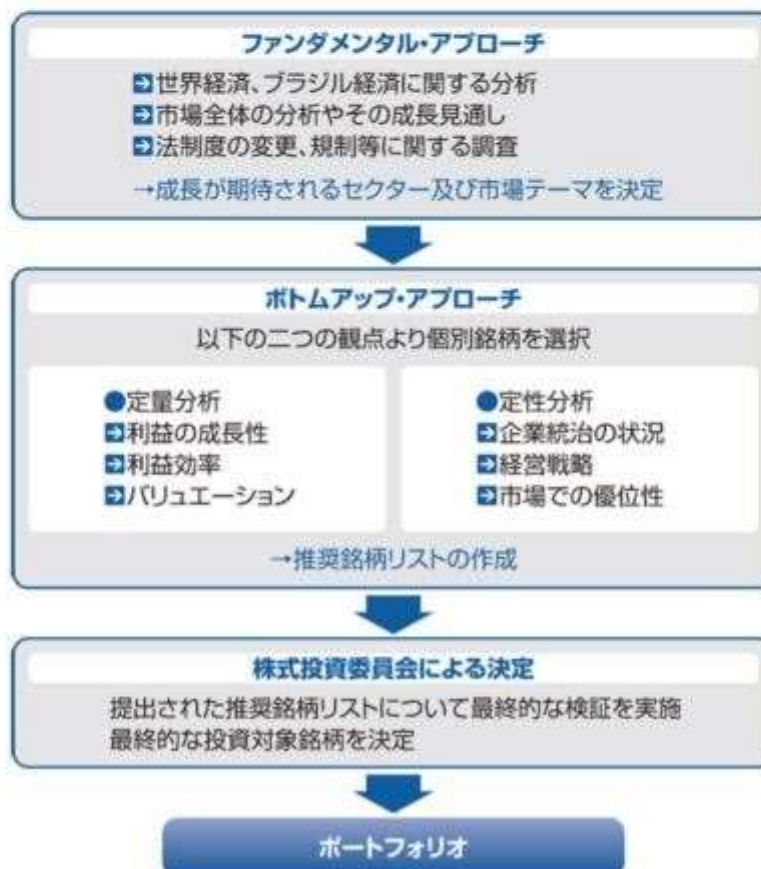 ファンダメンタル・アプローチ
➡世界経済、ブラジル経済に関する分析
➡市場全体の分析やその成長見通し
➡法制度の変更、規制等に関する調査
→成長が期待されるセクター及び市場テーマを決定
ボトムアップ・アプローチ
以下の二つの観点より個別銘柄を選択
●定量分析
➡利益の成長性
➡利益効率
➡バリュエーション
●定性分析
➡企業統治の状況
➡経営戦略
➡市場での優位性
→推奨銘柄リストの作成
株式投資委員会による決定
提出された推奨銘柄リストについて最終的な検証を実施
最終的な投資対象銘柄を決定
ポートフォリオ